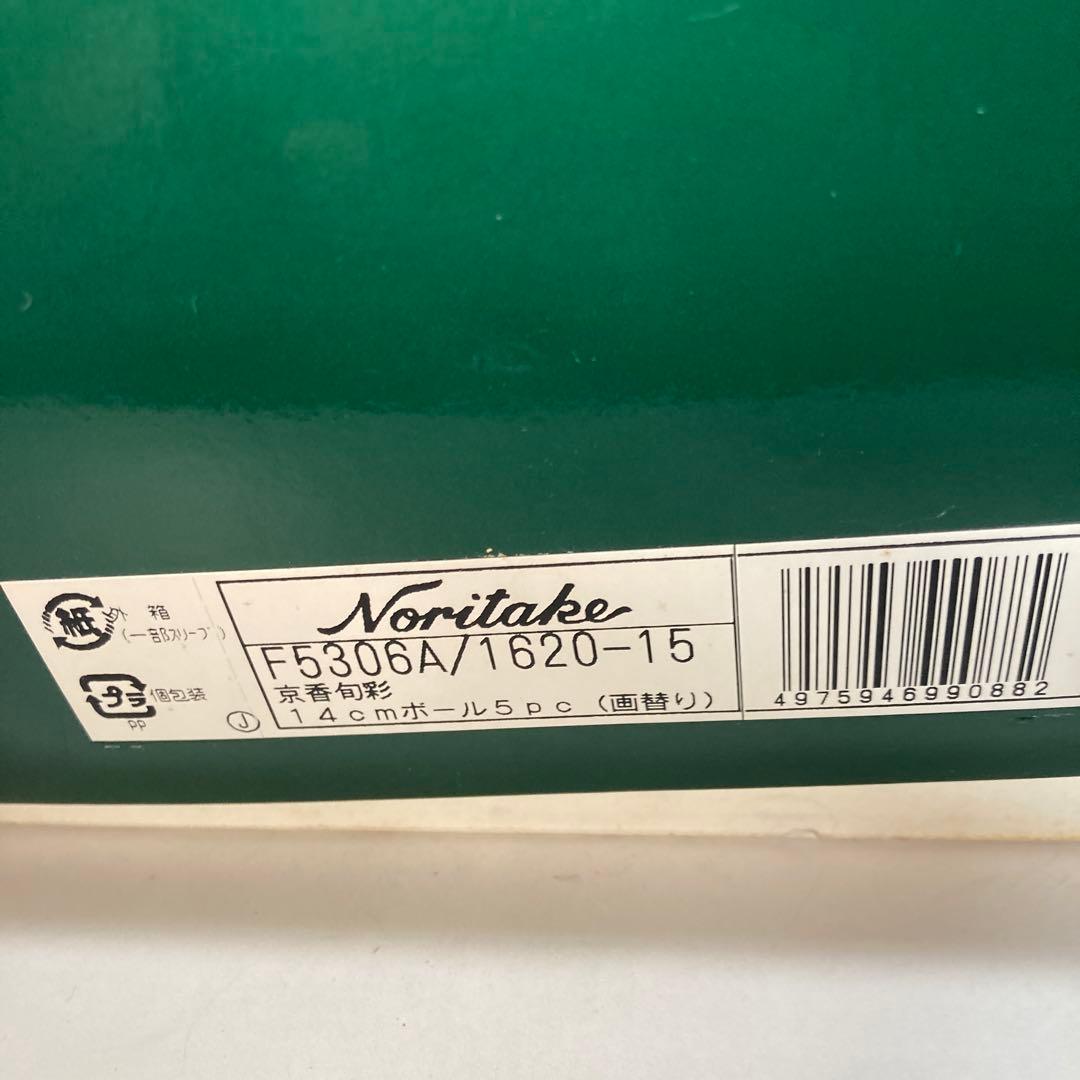 紙 外箱
(一部スリーブ)
プラ 個包装
PP
J
Noritake
F5306A/1620-15
京香旬彩
14cmボール5pc (画替り)
4975946990882